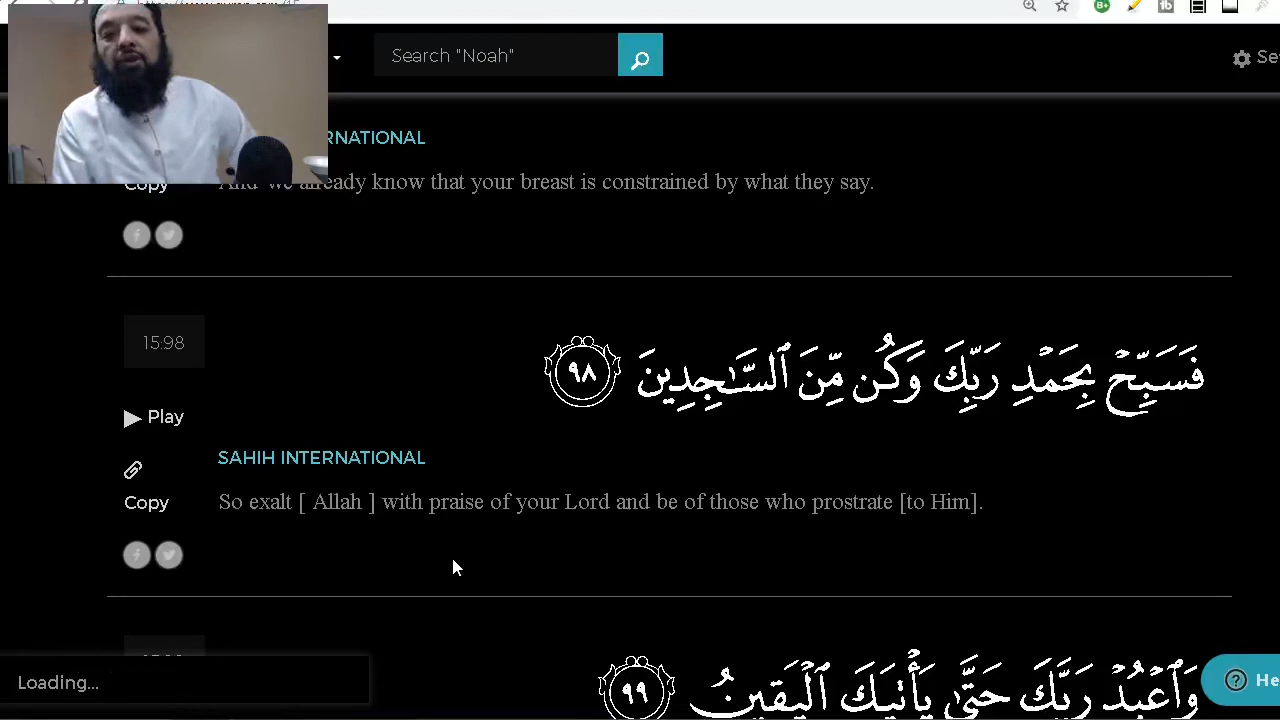 Search "Noah"
RNATIONAL
Copy
And we already know that your breast is constrained by what they say.
15:98
فَسَبِّحْ بِحَمْدِ رَبِّكَ وَكُن مِّنَ ٱلسَّـٰجِدِينَ ٩٨
Play
SAHIH INTERNATIONAL
Copy
So exalt [ Allah ] with praise of your Lord and be of those who prostrate [to Him].
وَٱعْبُدْ رَبَّكَ حَتَّىٰ يَأْتِيَكَ ٱلْيَقِينُ ٩٩
Loading...